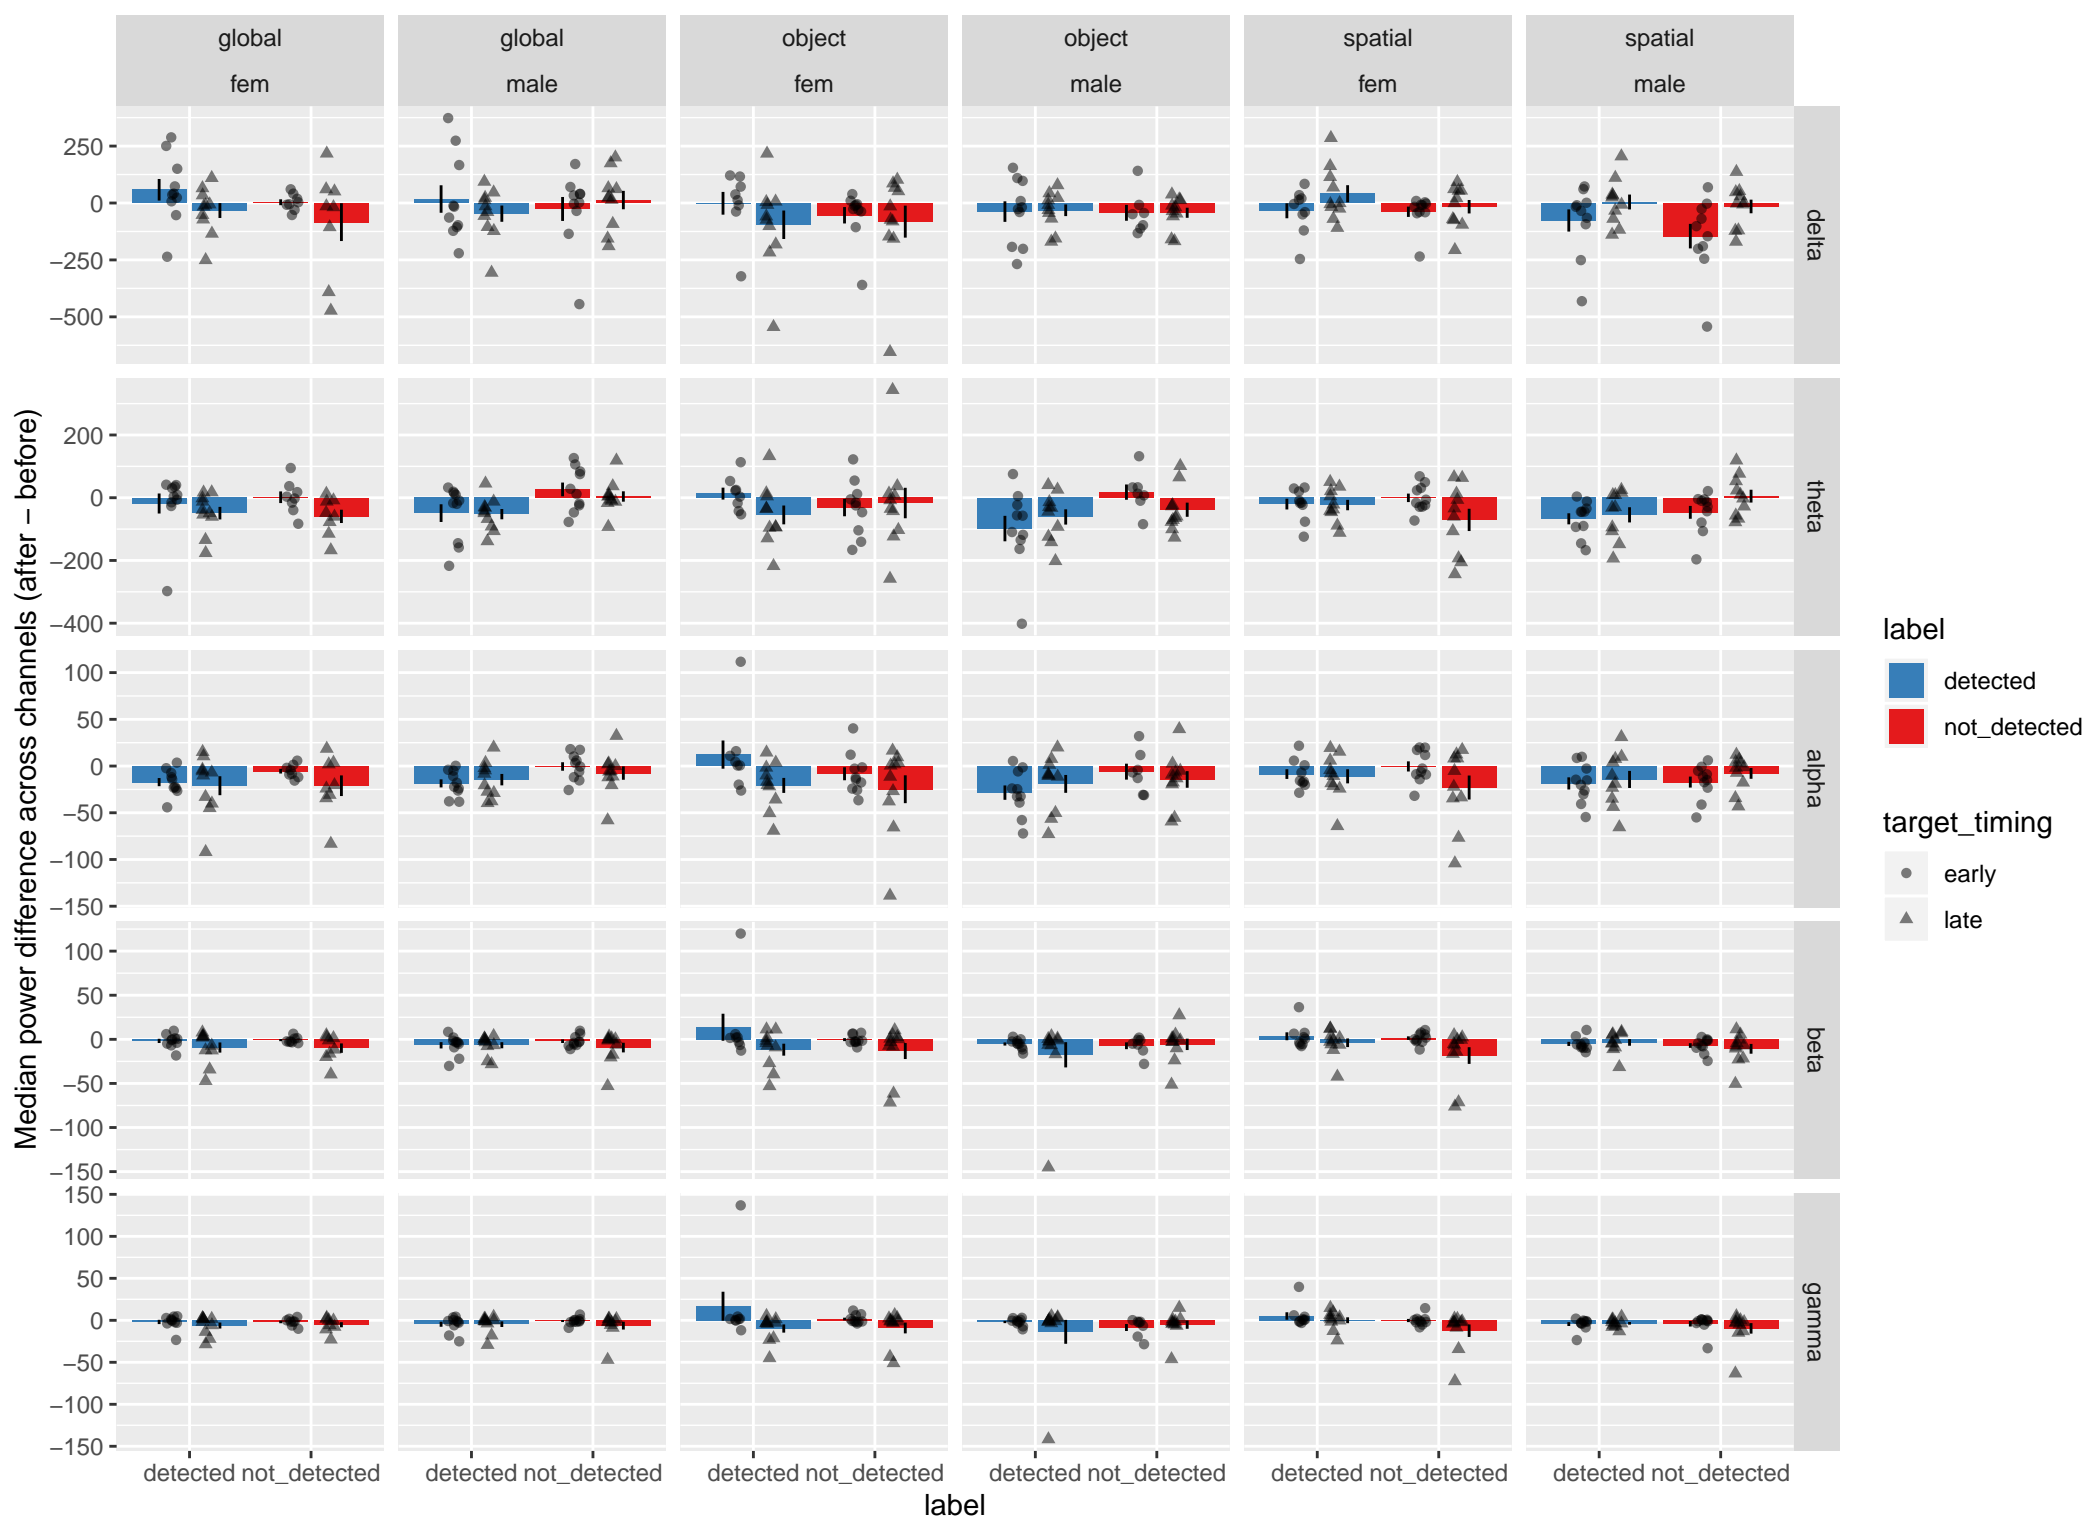 global global object object spatial spatial
fem male fem male fem male
250
0
−250
−500
delta
200
0
−200
−400
theta
100
50
0
−50
−100
−150
alpha
100
50
0
−50
−100
−150
beta
150
100
50
0
−50
−100
−150
gamma
detected not_detected detected not_detected detected not_detected detected not_detected detected not_detected detected not_detected
label
Median power difference across channels (after − before)
label
detected
not_detected
target_timing
early
late